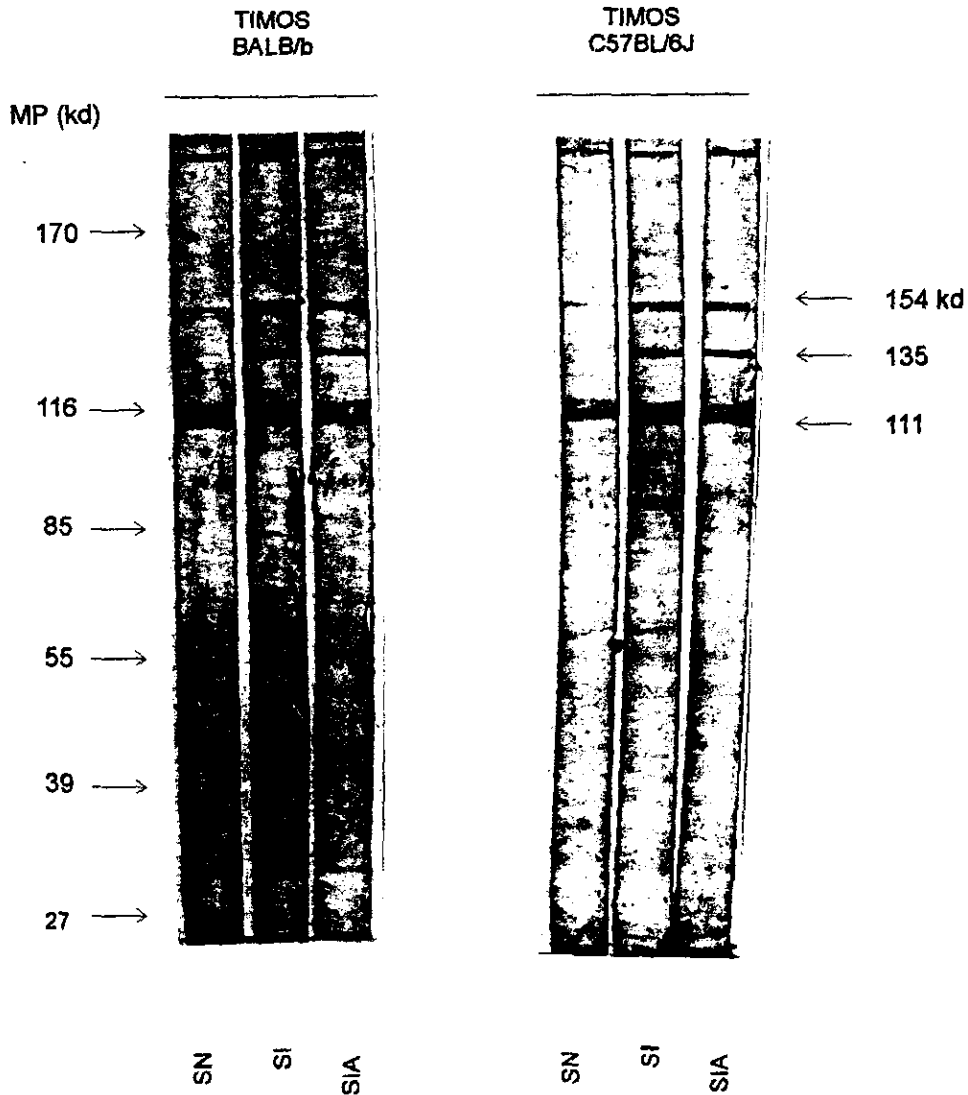 TIMOS
BALB/b
TIMOS
C57BL/6J
MP (kd)
170
116
85
55
39
27
154 kd
135
111
SN
SI
SIA
SN
SI
SIA